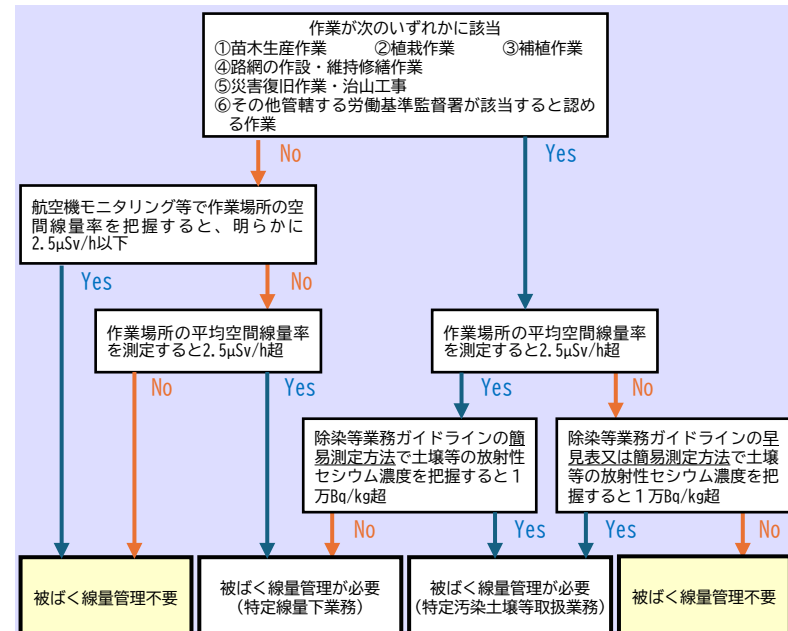 作業が次のいずれかに該当
①苗木生産作業　②植栽作業　③補植作業
④路網の作設・維持修繕作業
⑤災害復旧作業・治山工事
⑥その他管轄する労働基準監督署が該当すると認め
る作業
No
Yes
航空機モニタリング等で作業場所の空
間線量率を把握すると、明らかに
2.5μSv/h以下
Yes
No
作業場所の平均空間線量率
を測定すると2.5μSv/h超
作業場所の平均空間線量率
を測定すると2.5μSv/h超
No
Yes
Yes
No
除染等業務ガイドラインの簡
易測定方法で土壌等の放射性
セシウム濃度を把握すると１
万Bq/kg超
除染等業務ガイドラインの早
見表又は簡易測定方法で土壌
等の放射性セシウム濃度を把
握すると１万Bq/kg超
No
Yes
Yes
No
被ばく線量管理不要
被ばく線量管理が必要
(特定線量下業務)
被ばく線量管理が必要
(特定汚染土壌等取扱業務)
被ばく線量管理不要